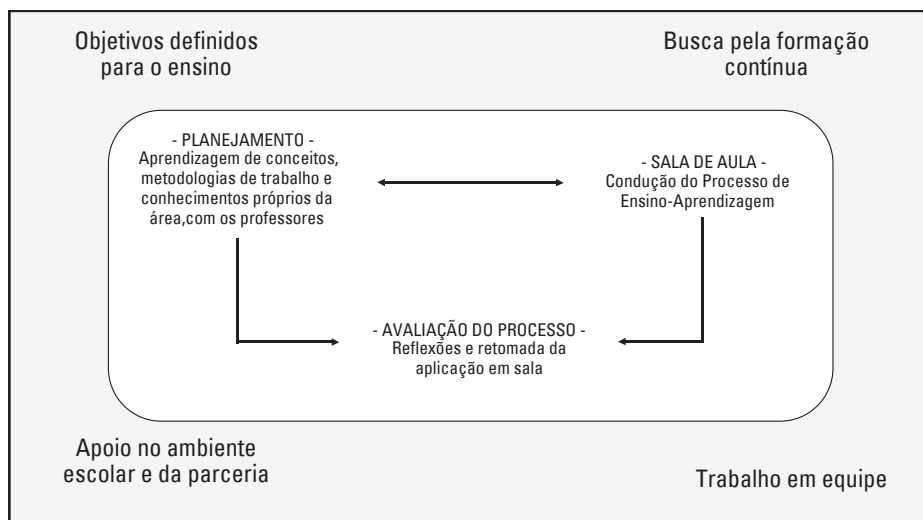 Objetivos definidos
para o ensino
Busca pela formação
contínua
- PLANEJAMENTO -
Aprendizagem de conceitos,
metodologias de trabalho e
conhecimentos próprios da
área,com os professores
- SALA DE AULA -
Condução do Processo de
Ensino-Aprendizagem
- AVALIAÇÃO DO PROCESSO -
Reflexões e retomada da
aplicação em sala
Apoio no ambiente
escolar e da parceria
Trabalho em equipe